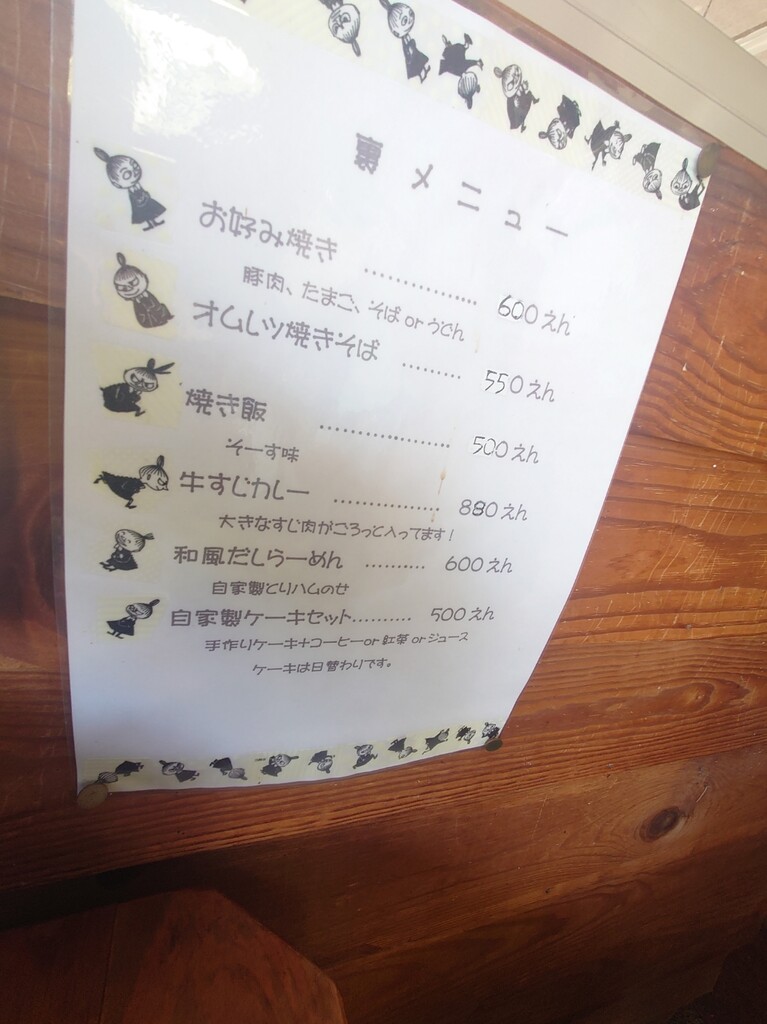 裏メニュー
お好み焼き ................ 600えん
豚肉、たまご、そば or うどん
オムレツ焼きそば ......... 550えん
焼き飯 .................... 500えん
そーす味
牛すじカレー ................. 880えん
大きなすじ肉がごろっと入ってます！
和風だしらーめん .......... 600えん
自家製とりハムのせ
自家製ケーキセット.......... 500えん
手作りケーキ+コーヒーor 紅茶 or ジュース
ケーキは日替わりです。